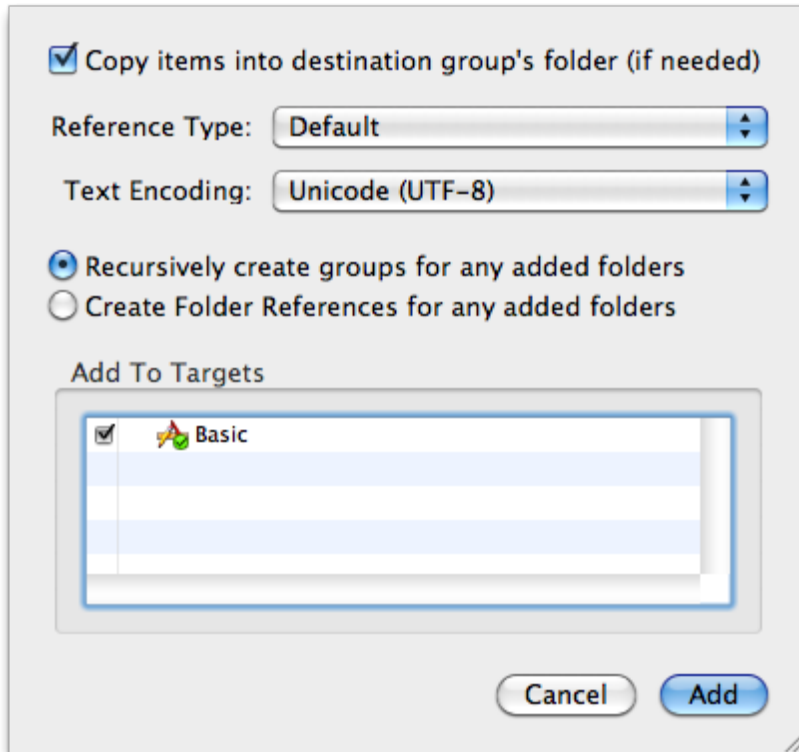 Copy items into destination group's folder (if needed)
Reference Type: Default
Text Encoding: Unicode (UTF-8)
Recursively create groups for any added folders
Create Folder References for any added folders
Add To Targets
Basic
Cancel Add